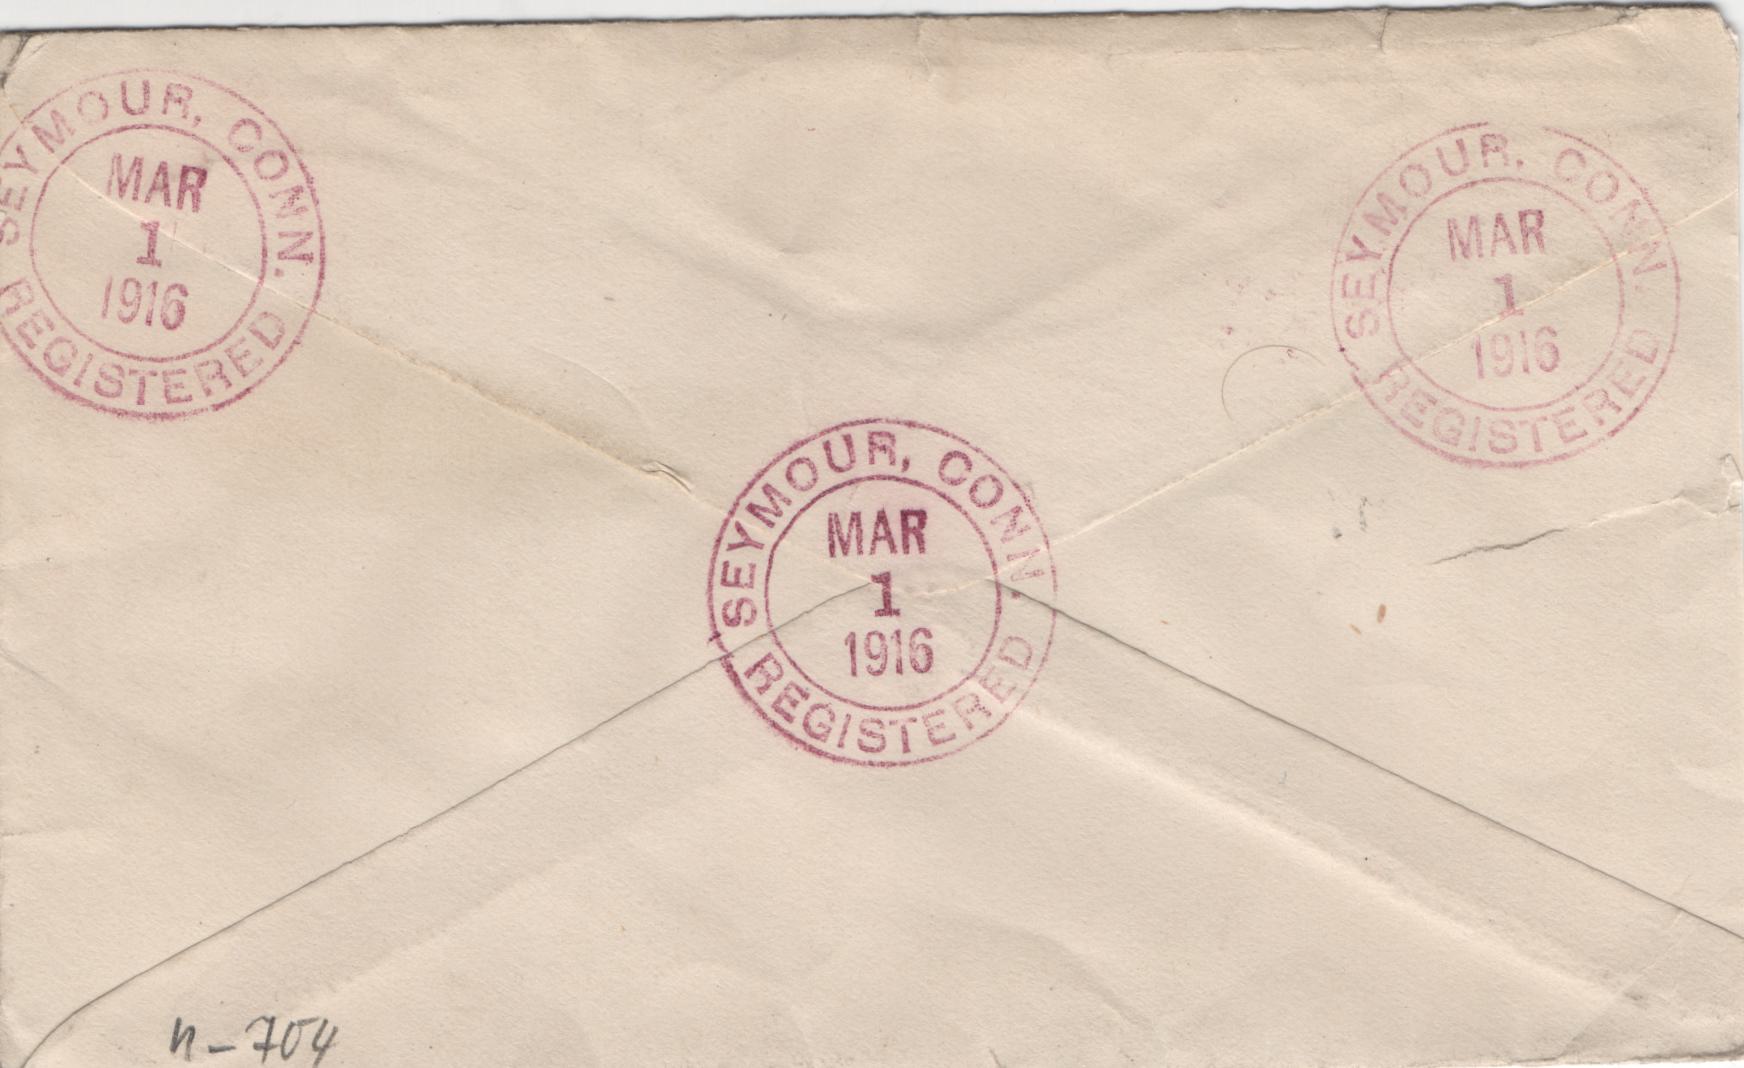 SEYMOUR, CONN.
MAR
1
1916
REGISTERED
SEYMOUR, CONN.
MAR
1
1916
REGISTERED
SEYMOUR, CONN.
MAR
1
1916
REGISTERED
n-704